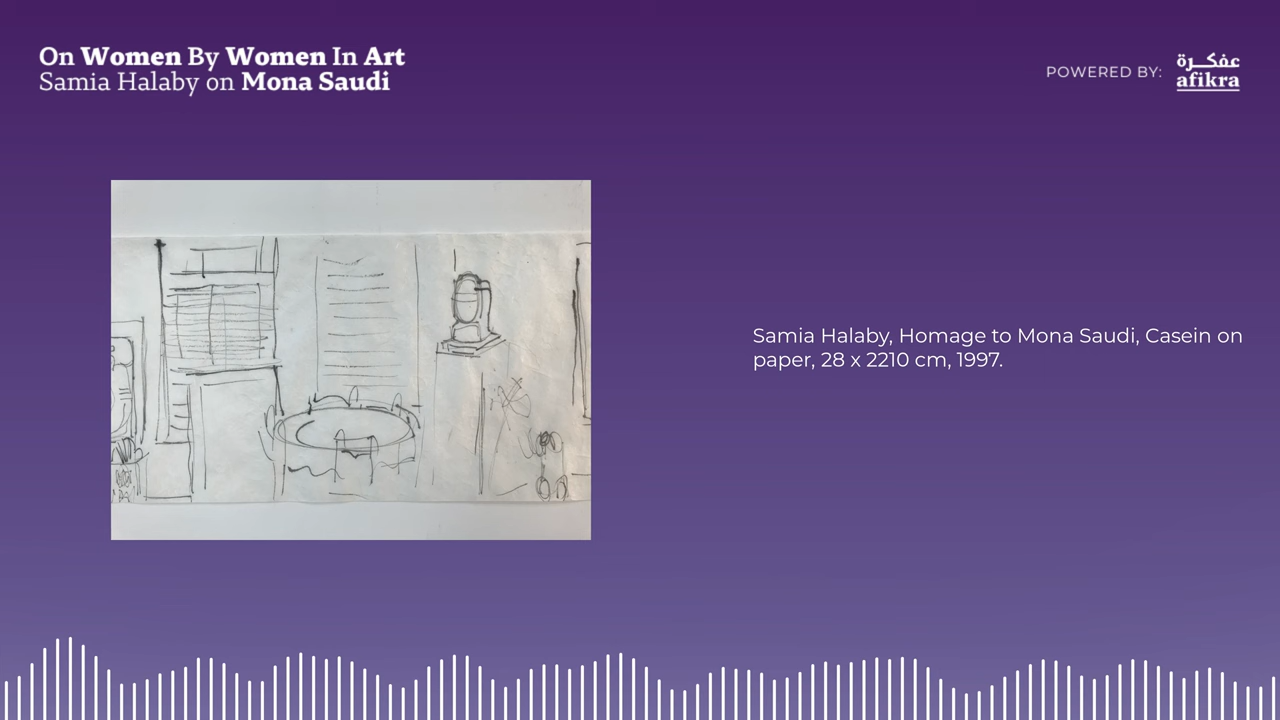 On Women By Women In Art
Samia Halaby on Mona Saudi
POWERED BY:
عفكرة
afikra
Samia Halaby, Homage to Mona Saudi, Casein on
paper, 28 x 2210 cm, 1997.